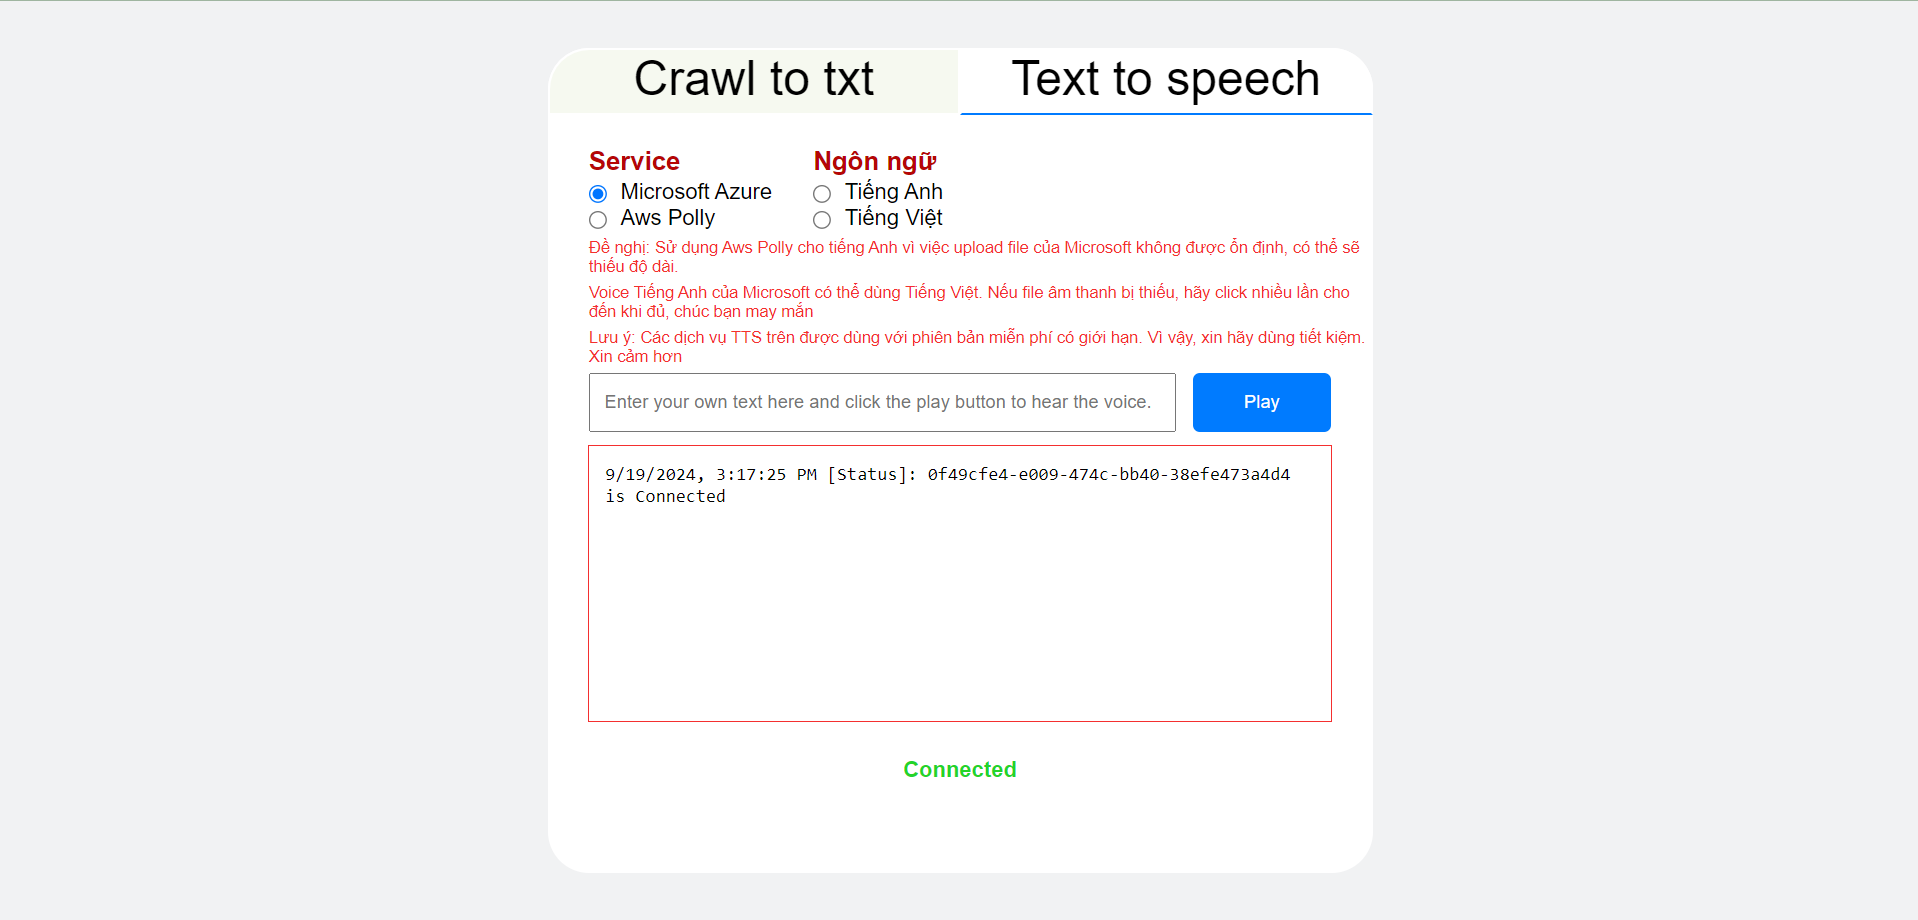 Crawl to txt
Text to speech
Service
Ngôn ngữ
Microsoft Azure
Tiếng Anh
Aws Polly
Tiếng Việt
Đề nghị: Sử dụng Aws Polly cho tiếng Anh vì việc upload file của Microsoft không được ổn định, có thể sẽ
thiếu độ dài.
Voice Tiếng Anh của Microsoft có thể dùng Tiếng Việt. Nếu file âm thanh bị thiếu, hãy click nhiều lần cho
đến khi đủ, chúc bạn may mắn
Lưu ý: Các dịch vụ TTS trên được dùng với phiên bản miễn phí có giới hạn. Vì vậy, xin hãy dùng tiết kiệm.
Xin cảm hơn
Enter your own text here and click the play button to hear the voice.
Play
9/19/2024, 3:17:25 PM [Status]: 0f49cfe4-e009-474c-bb40-38efe473a4d4
is Connected
Connected